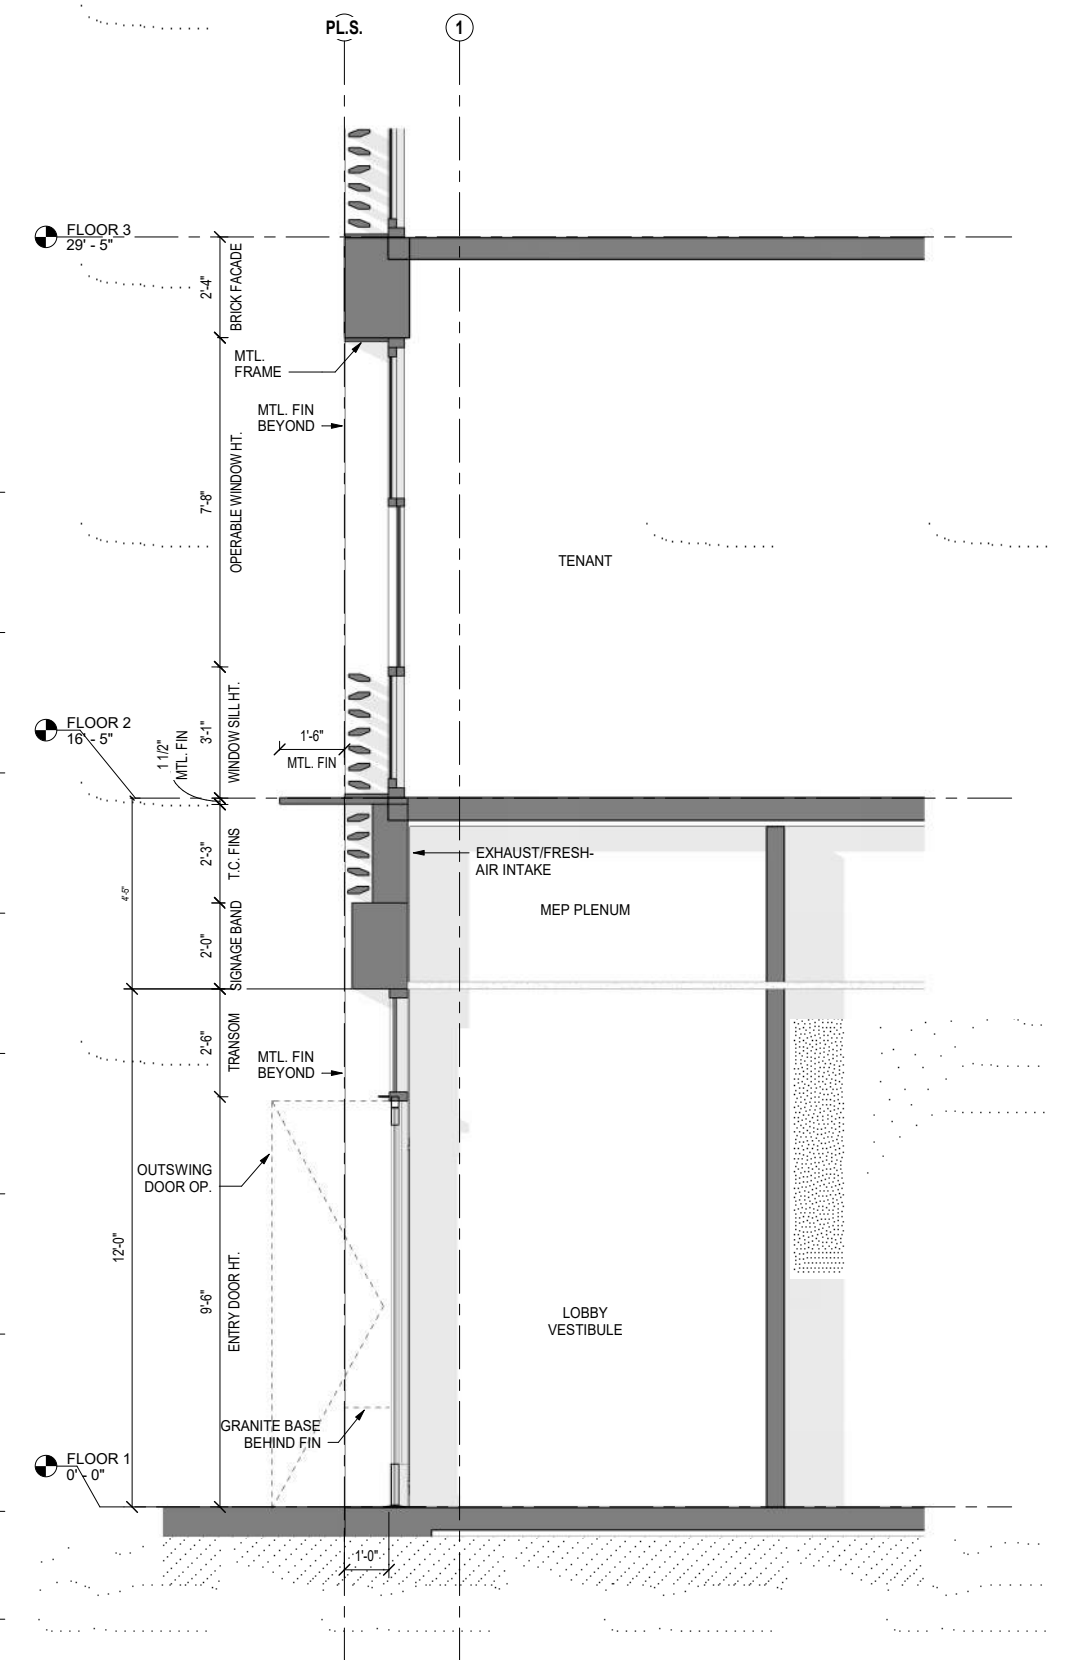 PL.S.
1
FLOOR 3
29' - 5"
2'-4"
BRICK FACADE
MTL.
FRAME
MTL. FIN
BEYOND
7'-8"
OPERABLE WINDOW HT.
TENANT
FLOOR 2
16' - 5"
1 1/2"
MTL. FIN
3'-1"
WINDOW SILL HT.
1'-6"
MTL. FIN
2'-3"
T.C. FINS
EXHAUST/FRESH-
AIR INTAKE
4'-5"
MEP PLENUM
2'-0"
SIGNAGE BAND
2'-6"
TRANSOM
MTL. FIN
BEYOND
OUTSWING
DOOR OP.
12'-0"
9'-6"
ENTRY DOOR HT.
LOBBY
VESTIBULE
GRANITE BASE
BEHIND FIN
FLOOR 1
0' - 0"
1'-0"